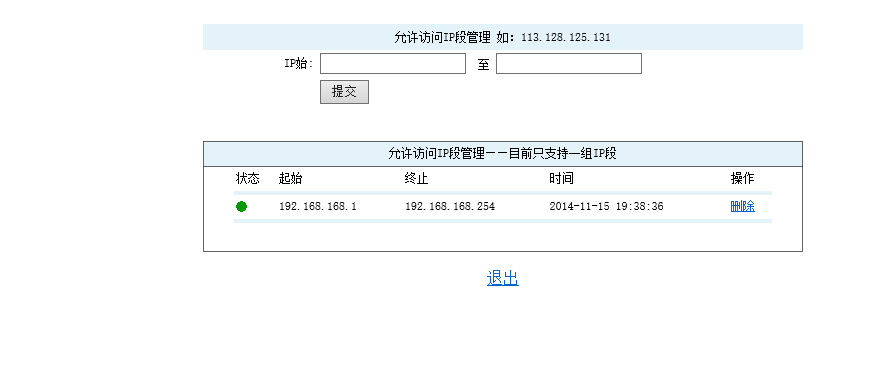 允许访问IP段管理 如：113.128.125.131
IP始： 至
提交
允许访问IP段管理－－目前只支持一组IP段
状态 起始 终止 时间 操作
192.168.168.1 192.168.168.254 2014-11-15 19:38:36 删除
退出